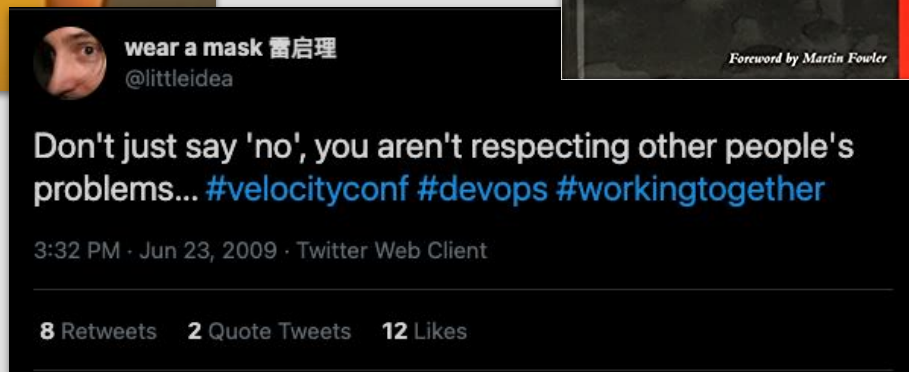 Foreword by Martin Fowler
wear a mask 雷启理
@littleidea
Don't just say 'no', you aren't respecting other people's
problems... #velocityconf #devops #workingtogether
3:32 PM · Jun 23, 2009 · Twitter Web Client
8 Retweets 2 Quote Tweets 12 Likes